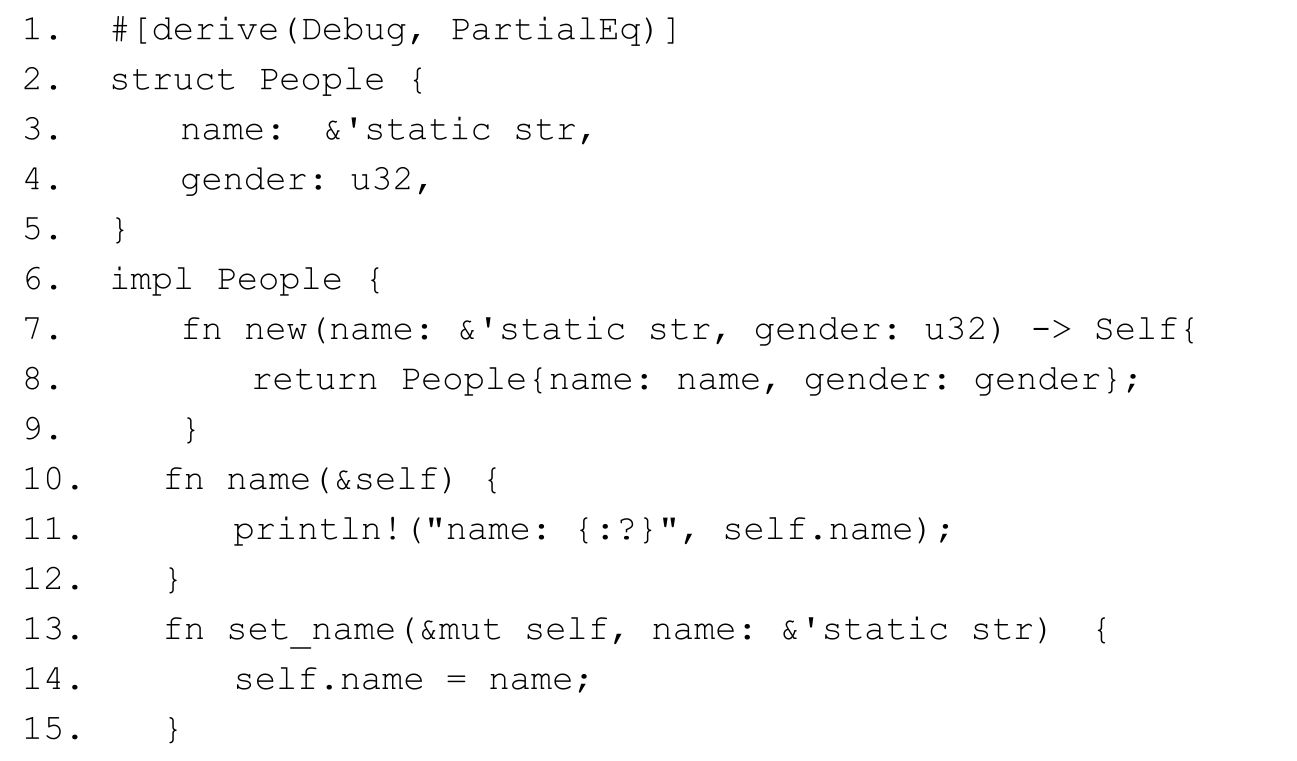 1. #[derive(Debug, PartialEq)]
2. struct People {
3. name: &'static str,
4. gender: u32,
5. }
6. impl People {
7. fn new(name: &'static str, gender: u32) -> Self{
8. return People{name: name, gender: gender};
9. }
10. fn name(&self) {
11. println!("name: {:?}", self.name);
12. }
13. fn set_name(&mut self, name: &'static str) {
14. self.name = name;
15. }